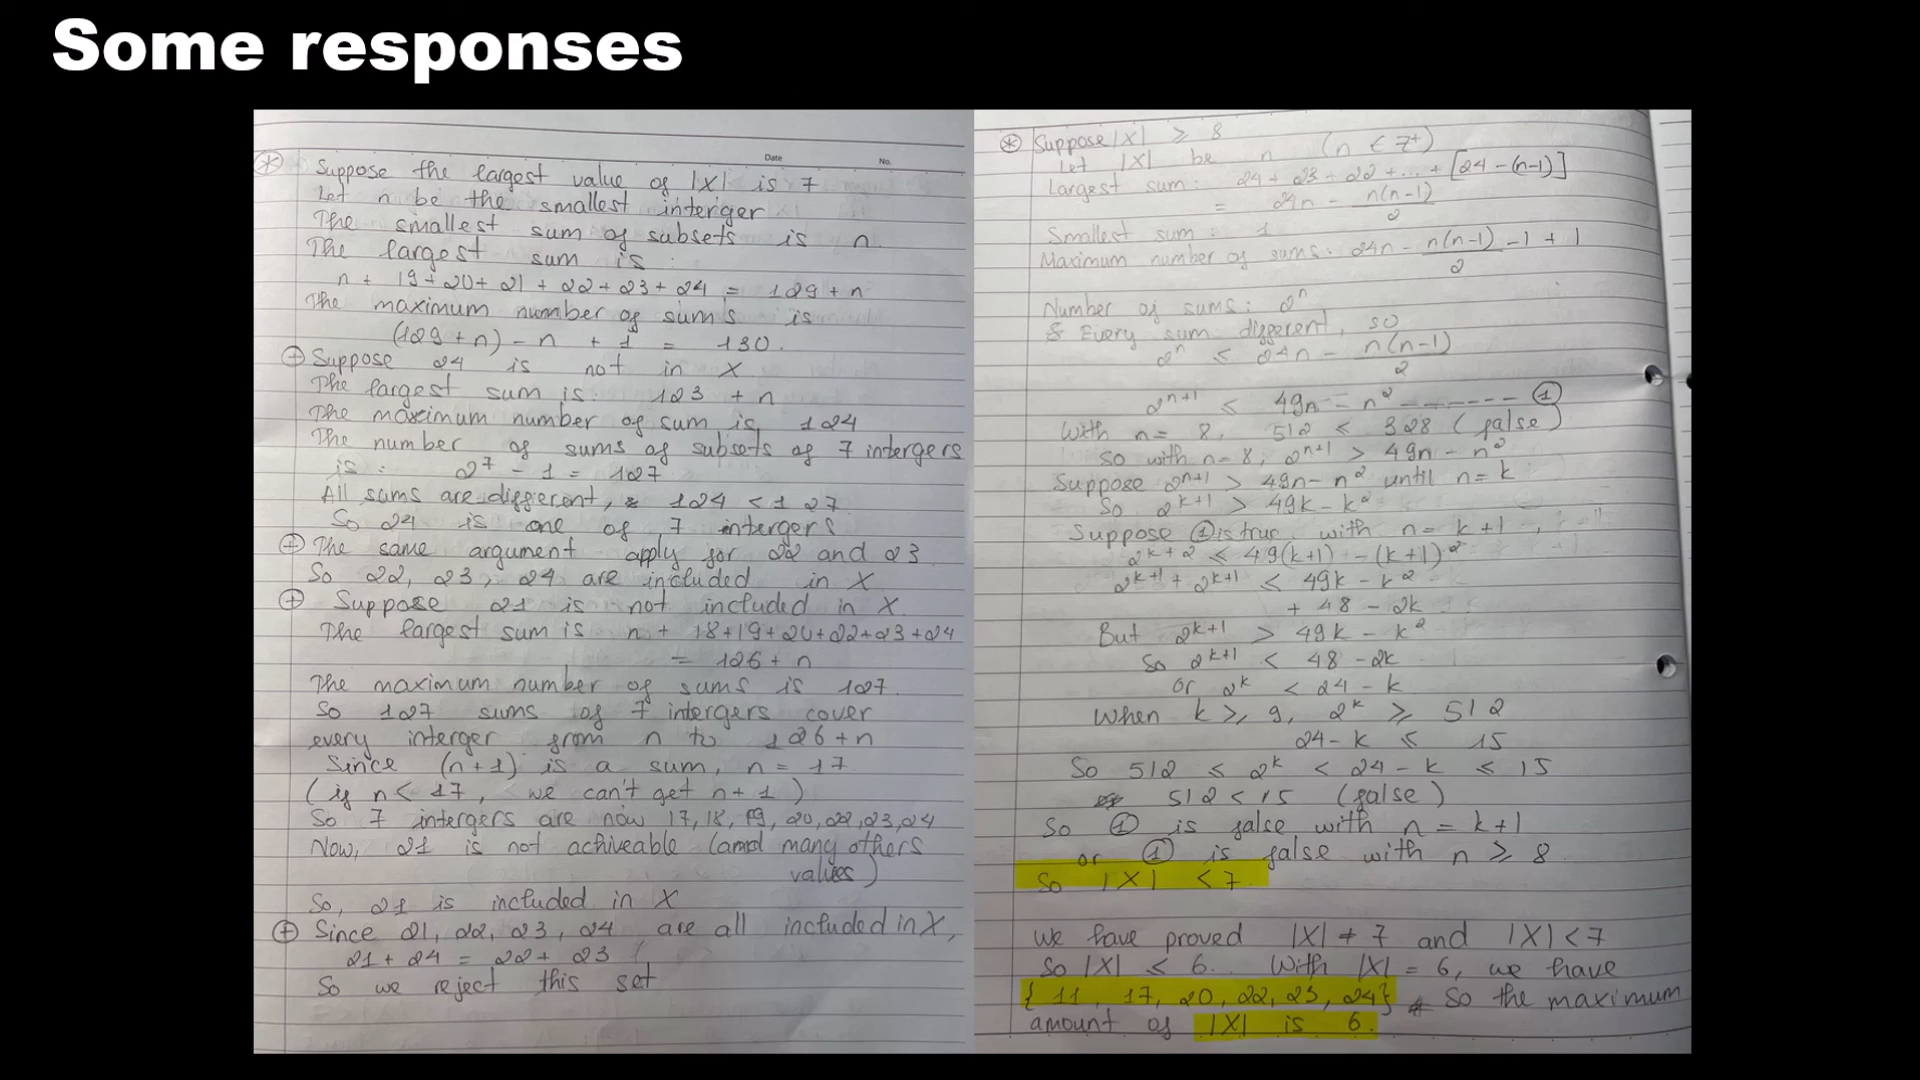 Some responses
Date No.
Suppose the largest value of |X| is 7
Let n be the smallest interger
The smallest sum of subsets is n.
The largest sum is :
n + 19 + 20 + 21 + 22 + 23 + 24 = 129 + n
The maximum number of sums is
(129 + n) - n + 1 = 130.
Suppose 24 is not in X
The largest sum is: 123 + n
The maximum number of sum is 124
The number of sums of subsets of 7 intergers
is : 2^7 - 1 = 127
All sums are different, 124 < 127
So 24 is one of 7 intergers
The same argument apply for 22 and 23
So 22, 23, 24 are included in X
Suppose 21 is not included in X
The largest sum is n + 18+19+20+22+23+24
= 126 + n
The maximum number of sums is 127
So 127 sums of 7 intergers cover
every interger from n to 126+n
Since (n+1) is a sum, n = 17
(if n < 17, we can't get n+1)
So 7 intergers are now 17, 18, 19, 20, 22, 23, 24
Now, 21 is not achiveable (and many others
values)
So, 21 is included in X
Since 21, 22, 23, 24 are all included in X,
21 + 24 = 22 + 23
So we reject this set
Suppose |X| ≥ 8
Let |X| be n (n < 7+)
Largest sum: 24 + 23 + 22 + ... + [24 - (n-1)]
= 24n - n(n-1)/2
Smallest sum : 1
Maximum number of sums: 24n - n(n-1)/2 - 1 + 1
Number of sums: 2^n
Every sum different, so
2^n ≤ 24n - n(n-1)/2
2^{n+1} ≤ 49n - n^2 ------- ①
With n = 8, 512 < 328 (false)
So with n = 8, 2^{n+1} > 49n - n^2
Suppose 2^{n+1} > 49n - n^2 until n = k
So 2^{k+1} > 49k - k^2
Suppose ① is true with n = k+1
2^{k+2} ≤ 49(k+1) - (k+1)^2
2^{k+1} + 2^{k+1} ≤ 49k - k^2
+ 48 - 2k
But 2^{k+1} > 49k - k^2
So 2^{k+1} < 48 - 2k
or 2^k < 24 - k
When k ≥ 9, 2^k ≥ 512
24 - k ≤ 15
So 512 ≤ 2^k < 24 - k ≤ 15
512 < 15 (false)
So ① is false with n = k+1
or ① is false with n ≥ 8
So |X| < 7.
We have proved |X| ≠ 7 and |X| < 7
So |X| ≤ 6. With |X| = 6, we have
{11, 17, 20, 22, 23, 24} So the maximum
amount of |X| is 6.